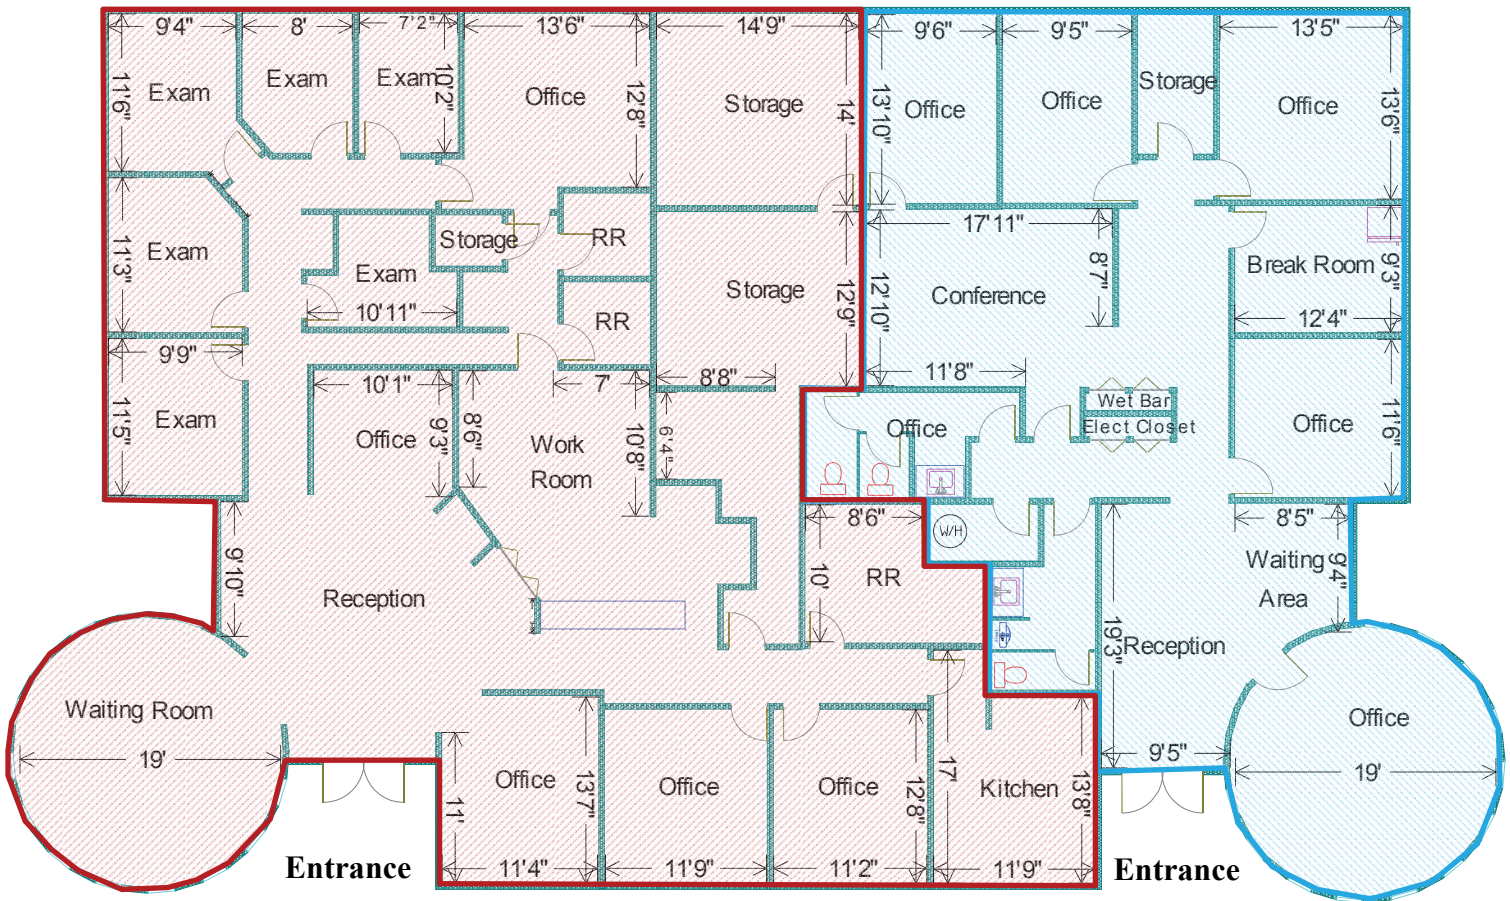 9'4"
8'
7'2"
13'6"
14'9"
9'6"
9'5"
13'5"
11'6"
Exam
Exam
Exam
10'2"
Office
12'8"
Storage
14'
13'10"
Office
Office
Storage
Office
13'6"
11'3"
Exam
Exam
10'11"
Storage
RR
RR
Storage
12'9"
8'8"
17'11"
12'10"
Conference
8'7"
11'8"
Break Room
9'3"
12'4"
9'9"
11'5"
Exam
10'1"
Office
9'3"
8'6"
7'
Work
Room
10'8"
6'4"
Office
Wet Bar
Elect Closet
Office
11'6"
9'10"
Reception
8'6"
10'
RR
W/H
8'5"
Waiting
Area
9'4"
19'3"
Reception
Waiting Room
19'
Office
19'
9'5"
11'
Office
13'7"
11'4"
Office
11'9"
Office
12'8"
11'2"
17'
Kitchen
13'8"
11'9"
Entrance
Entrance